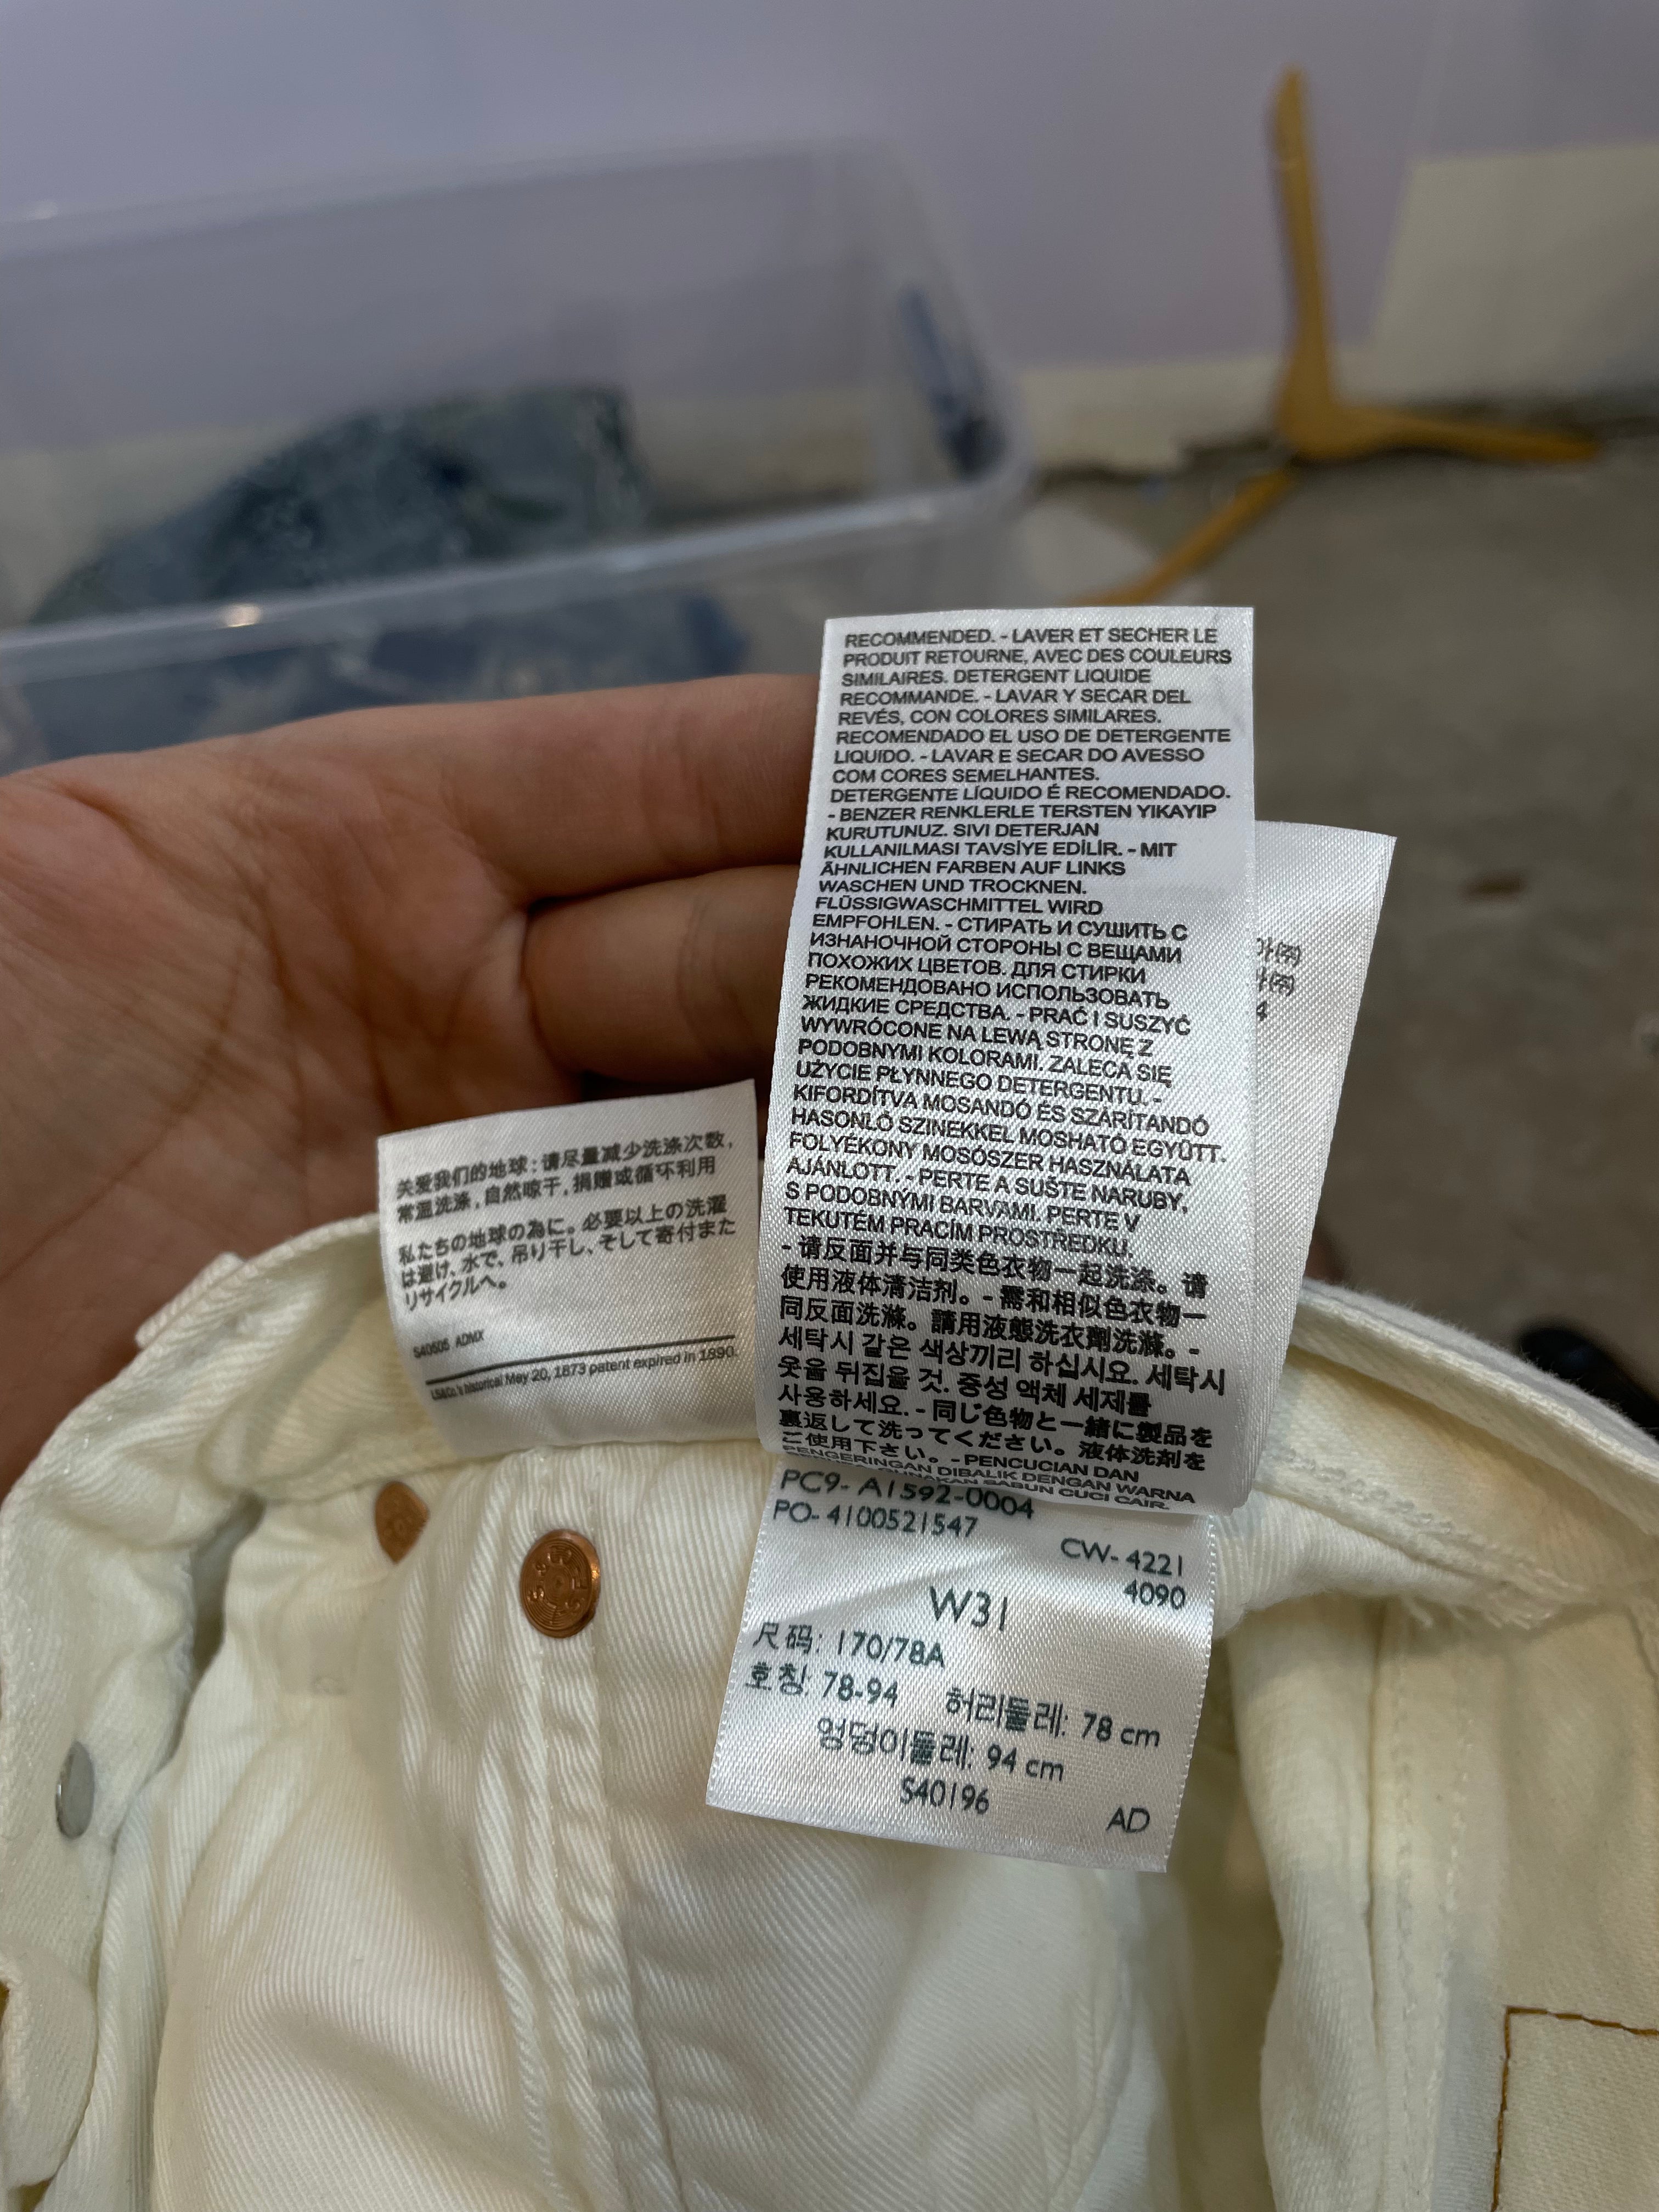 RECOMMENDED. - LAVER ET SECHER LE
PRODUIT RETOURNE, AVEC DES COULEURS
SIMILAIRES. DETERGENT LIQUIDE
RECOMMANDE. - LAVAR Y SECAR DEL
REVÉS, CON COLORES SIMILARES.
RECOMENDADO EL USO DE DETERGENTE
LIQUIDO. - LAVAR E SECAR DO AVESSO
COM CORES SEMELHANTES.
DETERGENTE LÍQUIDO É RECOMENDADO.
- BENZER RENKLERLE TERSTEN YIKAYIP
KURUTUNUZ. SIVI DETERJAN
KULLANILMASI TAVSİYE EDİLİR. - MIT
ÄHNLICHEN FARBEN AUF LINKS
WASCHEN UND TROCKNEN.
FLÜSSIGWASCHMITTEL WIRD
EMPFOHLEN. - СТИРАТЬ И СУШИТЬ С
ИЗНАНОЧНОЙ СТОРОНЫ С ВЕЩАМИ
ПОХОЖИХ ЦВЕТОВ. ДЛЯ СТИРКИ
РЕКОМЕНДОВАНО ИСПОЛЬЗОВАТЬ
ЖИДКИЕ СРЕДСТВА. - PRAĆ I SUSZYĆ
WYWRÓCONE NA LEWĄ STRONĘ Z
PODOBNYMI KOLORAMI. ZALECA SIĘ
UŻYCIE PŁYNNEGO DETERGENTU. -
KIFORDÍTVA MOSANDÓ ÉS SZÁRÍTANDÓ
HASONLÓ SZINEKKEL MOSHATÓ EGYÜTT.
FOLYÉKONY MOSÓSZER HASZNÁLATA
AJÁNLOTT. - PERTE A SUŠTE NARUBY,
S PODOBNÝMI BARVAMI. PERTE V
TEKUTÉM PRACÍM PROSTŘEDKU.
- 请反面并与同类色衣物一起洗涤。请
使用液体清洁剂。- 需和相似色衣物一
同反面洗滌。請用液態洗衣劑洗滌。-
세탁시 같은 색상끼리 하십시요. 세탁시
옷을 뒤집을 것. 중성 액체 세제를
사용하세요. - 同じ色物と一緒に製品を
裏返して洗ってください。液体洗剤を
ご使用下さい。- PENCUCIAN DAN
PENGERINGAN DIBALIK DENGAN WARNA
GUNAKAN SABUN CUCI CAIR.
아(주)
아(주)
4
关爱我们的地球：请尽量减少洗涤次数，
常温洗涤，自然晾干，捐赠或循环利用
私たちの地球の為に。必要以上の洗濯
は避け、水で、吊り干し、そして寄付また
リサイクルへ。
S40505 ADNX
LS&Co.'s historical May 20, 1873 patent expired in 1890.
PC9- A1592-0004
PO- 4100521547
CW- 4221
4090
W31
尺码: 170/78A
호칭: 78-94 허리둘레: 78 cm
엉덩이둘레: 94 cm
S40196
AD